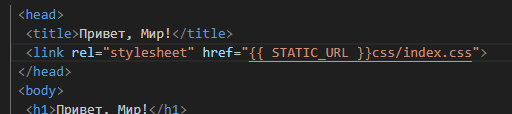 <head>
<title>Привет, Мир!</title>
<link rel="stylesheet" href="{{ STATIC_URL }}css/index.css">
</head>
<body>
<h1>Привет, Мир!</h1>